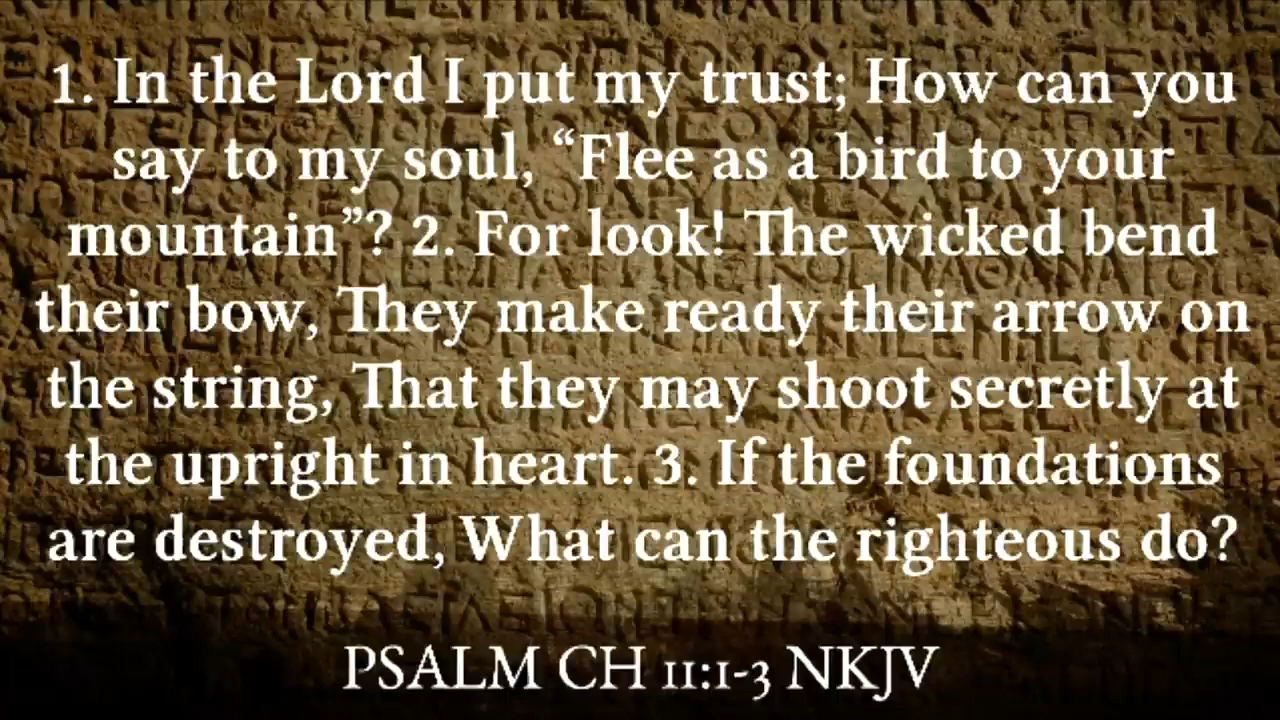 1. In the Lord I put my trust; How can you
say to my soul, “Flee as a bird to your
mountain”? 2. For look! The wicked bend
their bow, They make ready their arrow on
the string, That they may shoot secretly at
the upright in heart. 3. If the foundations
are destroyed, What can the righteous do?
PSALM CH 11:1-3 NKJV